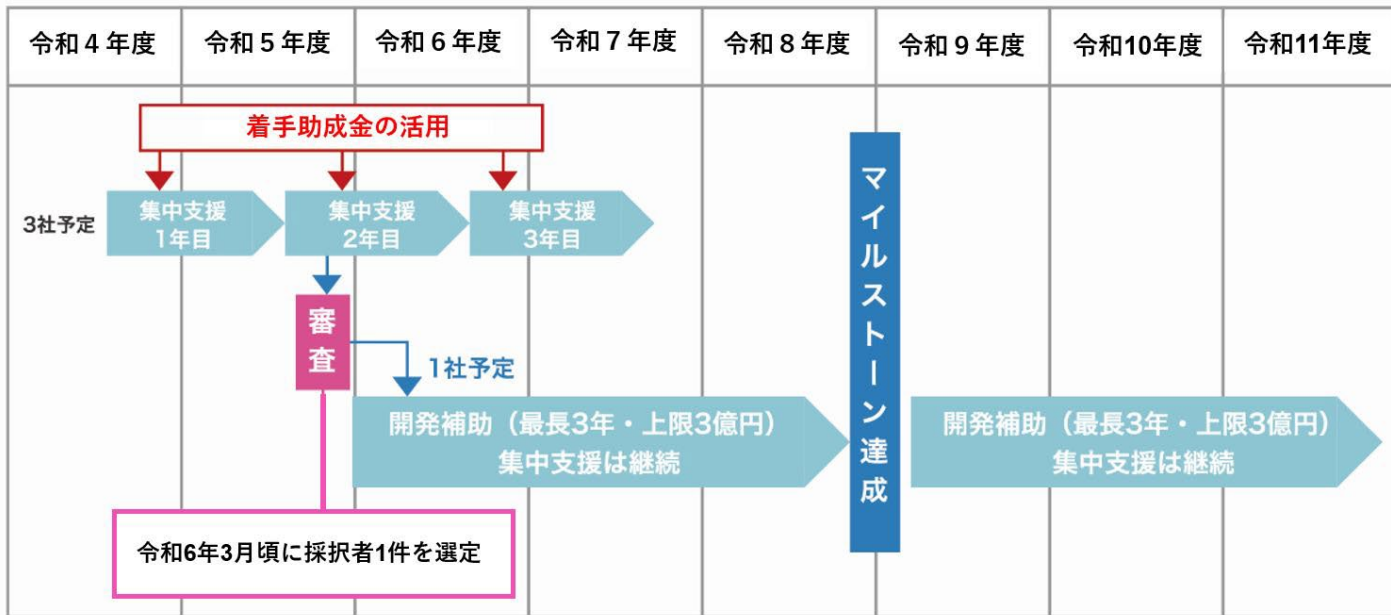 令和４年度 令和５年度 令和６年度 令和７年度 令和８年度 令和９年度 令和10年度 令和11年度
着手助成金の活用
3社予定
集中支援
1年目
集中支援
2年目
集中支援
3年目
審査
1社予定
開発補助（最長3年・上限3億円）
集中支援は継続
マイルストーン達成
開発補助（最長3年・上限3億円）
集中支援は継続
令和6年3月頃に採択者1件を選定